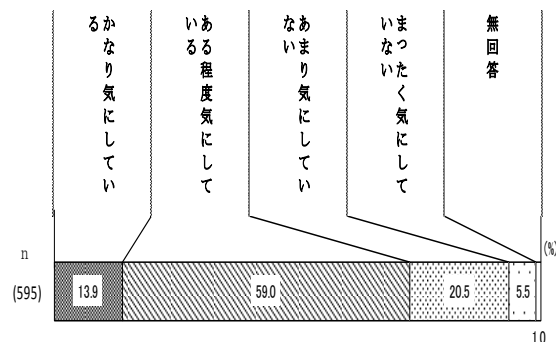 かなり気にしてい
る
ある程度気にして
いる
あまり気にしてい
ない
まったく気にして
いない
無回答
n
(%)
(595)
13.9
59.0
20.5
5.5
10